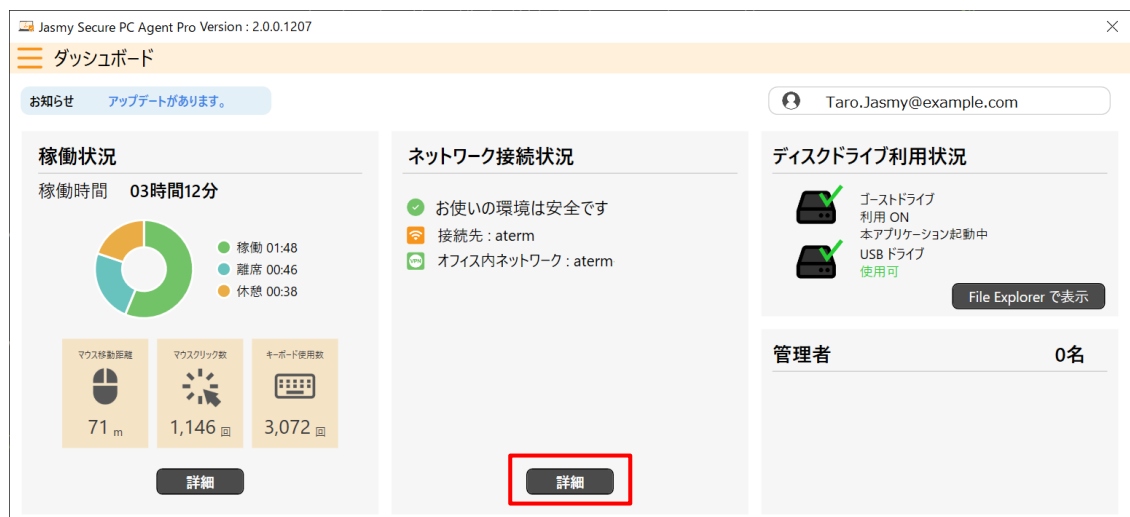 Jasmy Secure PC Agent Pro Version : 2.0.0.1207
ダッシュボード
お知らせ アップデートがあります。
Taro.Jasmy@example.com
稼働状況
稼働時間 03時間12分
稼働 01:48
離席 00:46
休憩 00:38
マウス移動距離
71 m
マウスクリック数
1,146 回
キーボード使用数
3,072 回
詳細
ネットワーク接続状況
お使いの環境は安全です
接続先 : aterm
VPN オフィス内ネットワーク : aterm
詳細
ディスクドライブ利用状況
ゴーストドライブ
利用 ON
本アプリケーション起動中
USB ドライブ
使用可
File Explorer で表示
管理者 0名